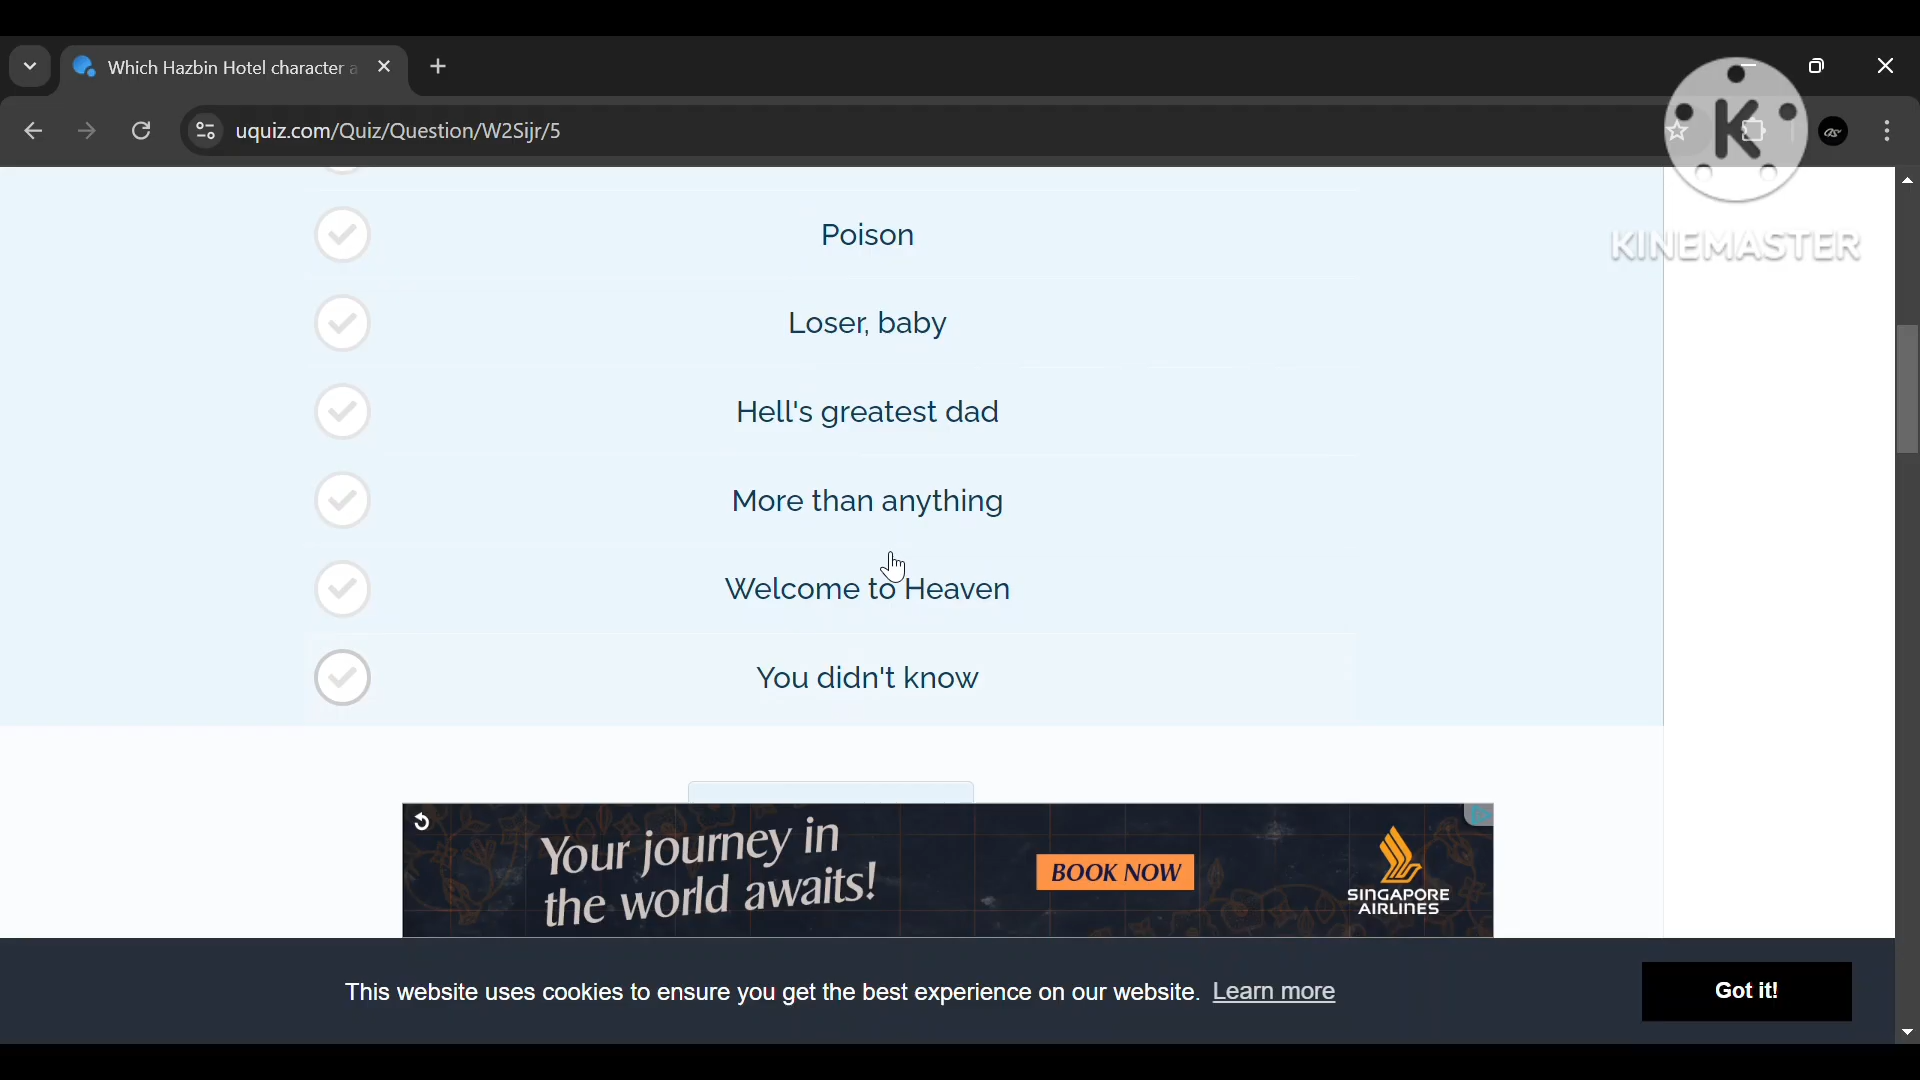 Which Hazbin Hotel character a
uquiz.com/Quiz/Question/W2Sijr/5
K
KINEMASTER
Poison
Loser, baby
Hell's greatest dad
More than anything
Welcome to Heaven
You didn't know
Your journey in
the world awaits!
BOOK NOW
SINGAPORE
AIRLINES
This website uses cookies to ensure you get the best experience on our website. Learn more
Got it!